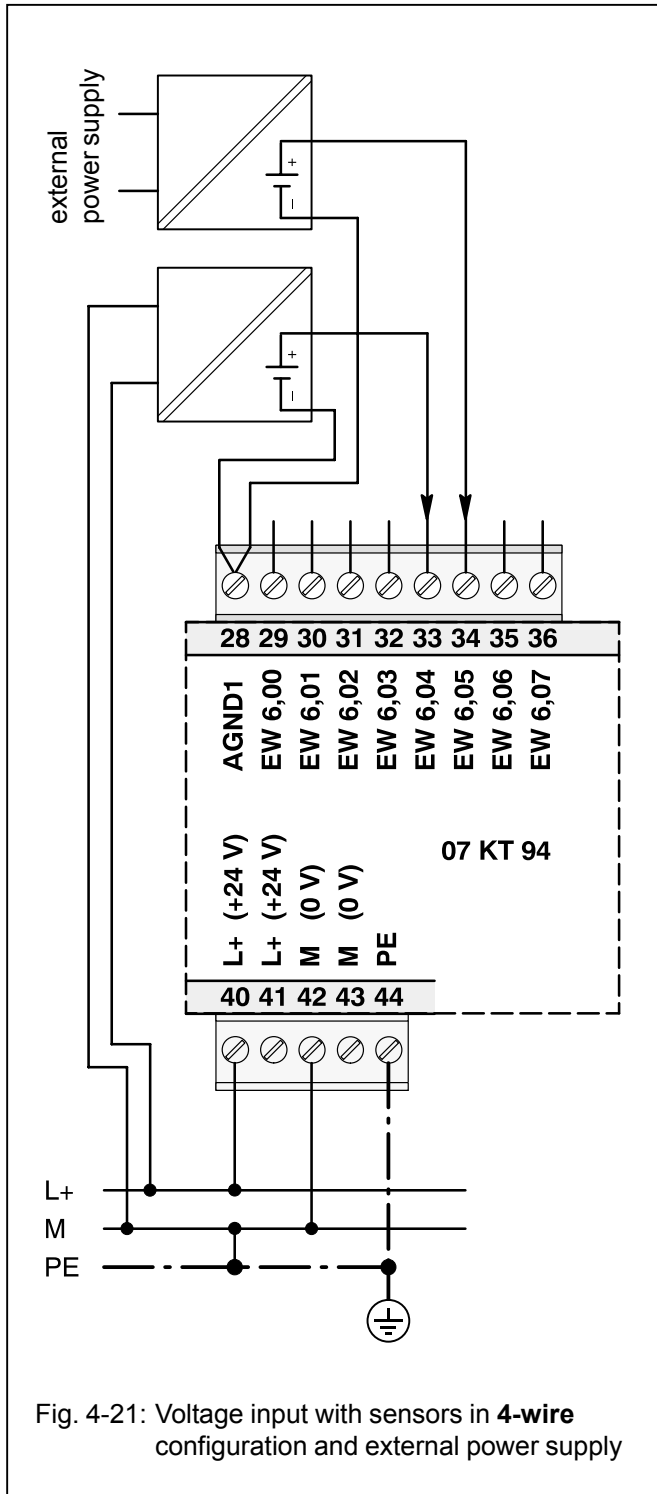 external
power supply
+
–
+
–
28 29 30 31 32 33 34 35 36
AGND1
EW 6,00
EW 6,01
EW 6,02
EW 6,03
EW 6,04
EW 6,05
EW 6,06
EW 6,07
07 KT 94
L+ (+24 V)
L+ (+24 V)
M (0 V)
M (0 V)
PE
40 41 42 43 44
L+
M
PE
Fig. 4-21: Voltage input with sensors in 4-wire
configuration and external power supply